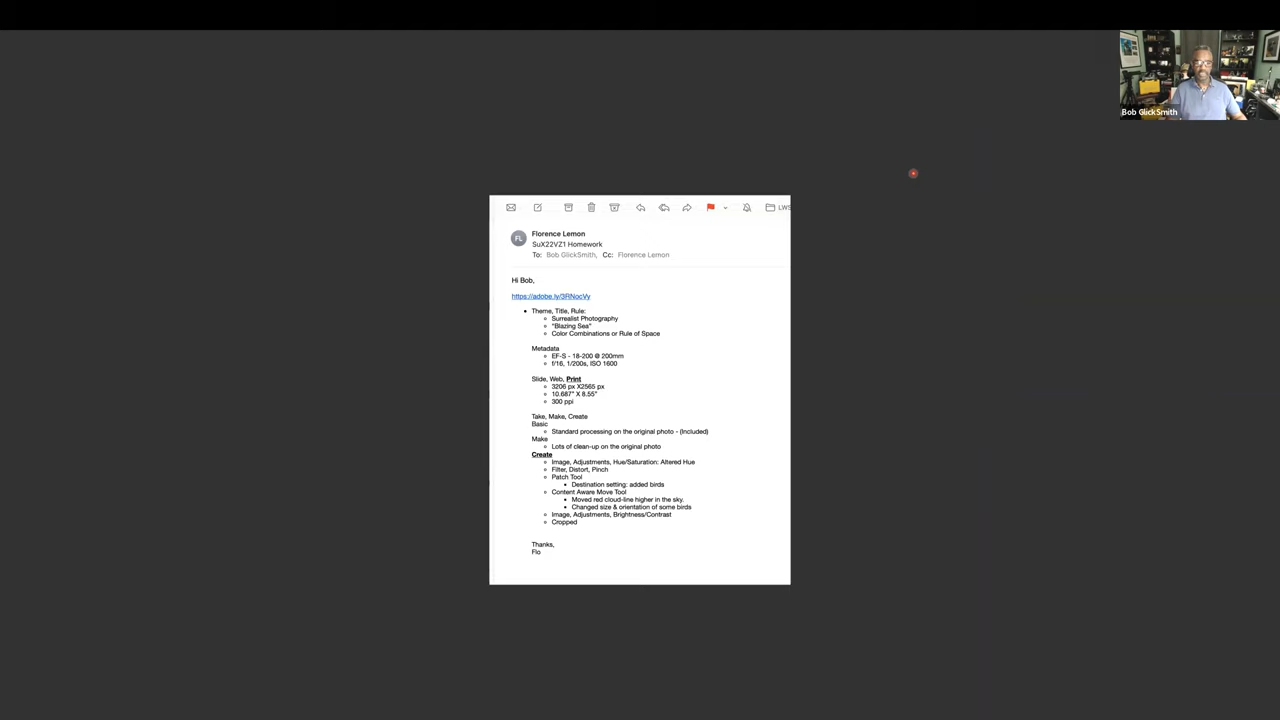 Bob GlickSmith
LWS
FL
Florence Lemon
SuX22VZ1 Homework
To: Bob GlickSmith, Cc: Florence Lemon
Hi Bob,
https://adobe.ly/3RNocVy
• Theme, Title, Rule:
Surrealist Photography
"Blazing Sea"
Color Combinations or Rule of Space
Metadata
EF-S - 18-200 @ 200mm
f/16, 1/200s, ISO 1600
Slide, Web, Print
3206 px X2565 px
10.687" X 8.55"
300 ppi
Take, Make, Create
Basic
Standard processing on the original photo - (Included)
Make
Lots of clean-up on the original photo
Create
Image, Adjustments, Hue/Saturation: Altered Hue
Filter, Distort, Pinch
Patch Tool
• Destination setting: added birds
Content Aware Move Tool
• Moved red cloud-line higher in the sky.
• Changed size & orientation of some birds
Image, Adjustments, Brightness/Contrast
Cropped
Thanks,
Flo